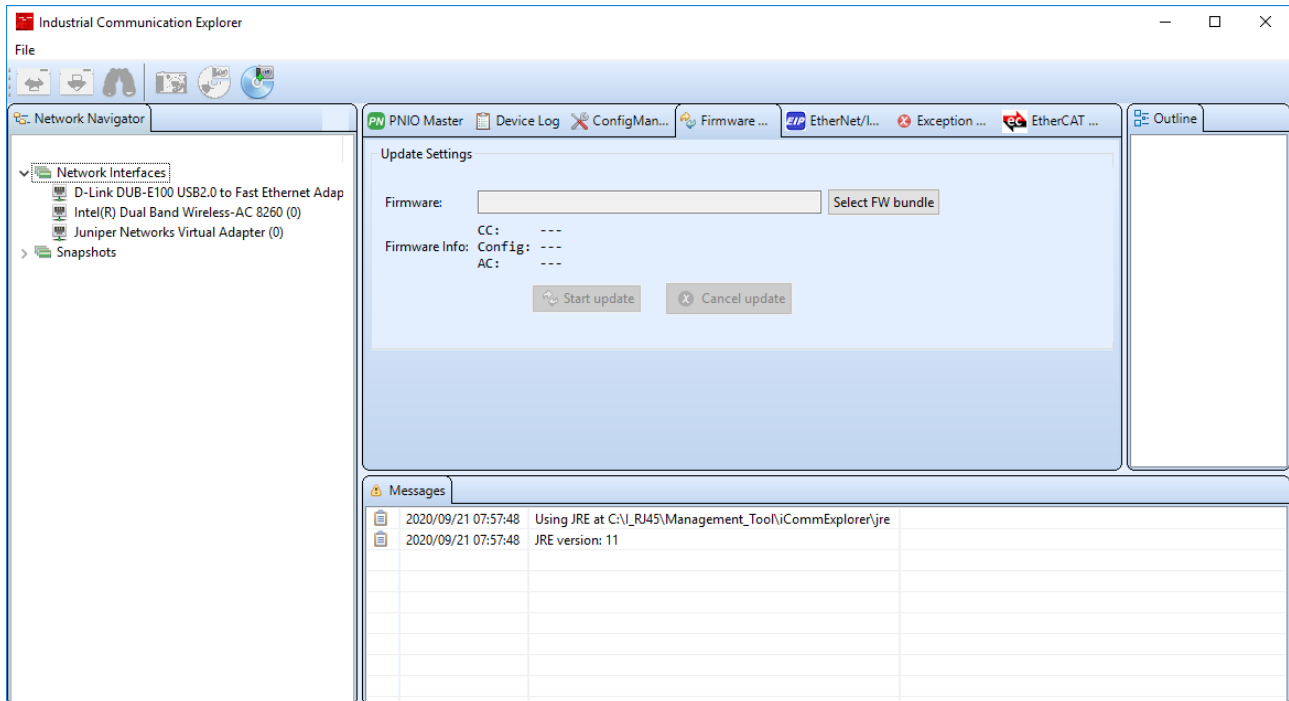 Industrial Communication Explorer
File
Network Navigator
Network Interfaces
D-Link DUB-E100 USB2.0 to Fast Ethernet Adap
Intel(R) Dual Band Wireless-AC 8260 (0)
Juniper Networks Virtual Adapter (0)
Snapshots
PN PNIO Master Device Log ConfigMan... Firmware ... EIP EtherNet/I... Exception ... EtherCAT ...
Update Settings
Firmware: Select FW bundle
Firmware Info: CC: ---
Config: ---
AC: ---
Start update Cancel update
Outline
Messages
2020/09/21 07:57:48 Using JRE at C:\I_RJ45\Management_Tool\iCommExplorer\jre
2020/09/21 07:57:48 JRE version: 11